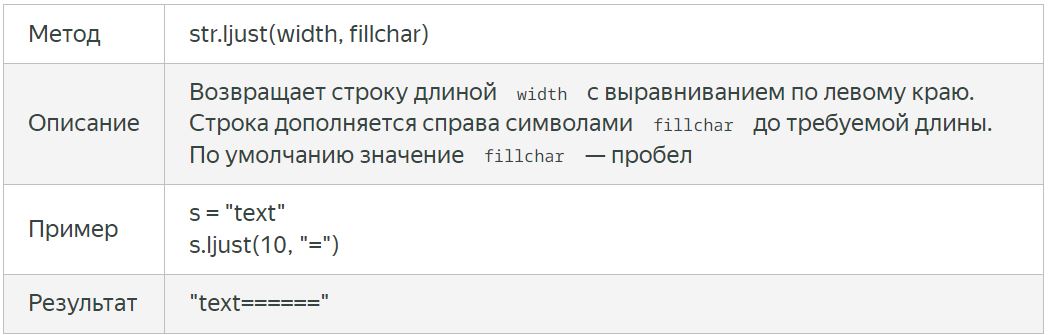 Метод str.ljust(width, fillchar)
Описание
Возвращает строку длиной width с выравниванием по левому краю.
Строка дополняется справа символами fillchar до требуемой длины.
По умолчанию значение fillchar — пробел
Пример
s = "text"
s.ljust(10, "=")
Результат "text======"